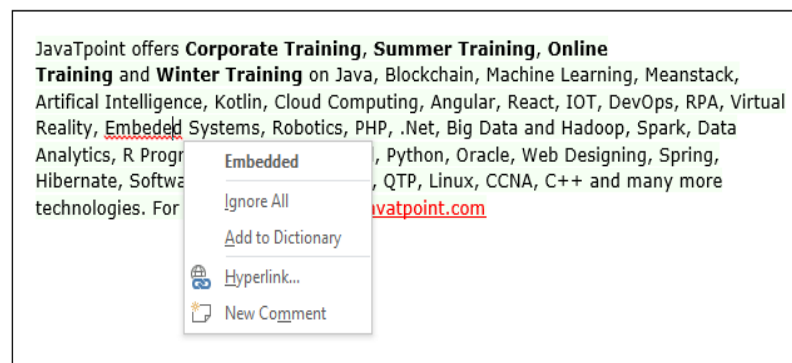 JavaTpoint offers Corporate Training, Summer Training, Online
Training and Winter Training on Java, Blockchain, Machine Learning, Meanstack,
Artifical Intelligence, Kotlin, Cloud Computing, Angular, React, IOT, DevOps, RPA, Virtual
Reality, Embeded Systems, Robotics, PHP, .Net, Big Data and Hadoop, Spark, Data
Analytics, R Progr , Python, Oracle, Web Designing, Spring,
Hibernate, Softwa , QTP, Linux, CCNA, C++ and many more
technologies. For avatpoint.com
Embedded
Ignore All
Add to Dictionary
Hyperlink...
New Comment